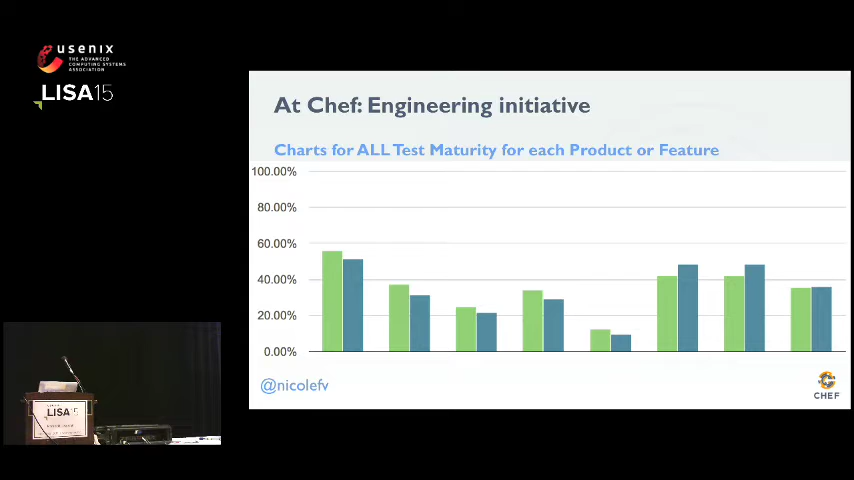 usenix
THE ADVANCED
COMPUTING SYSTEMS
ASSOCIATION
LISA15
At Chef: Engineering initiative
Charts for ALL Test Maturity for each Product or Feature
100.00%
80.00%
60.00%
40.00%
20.00%
0.00%
@nicolefv
CHEF
LISA15